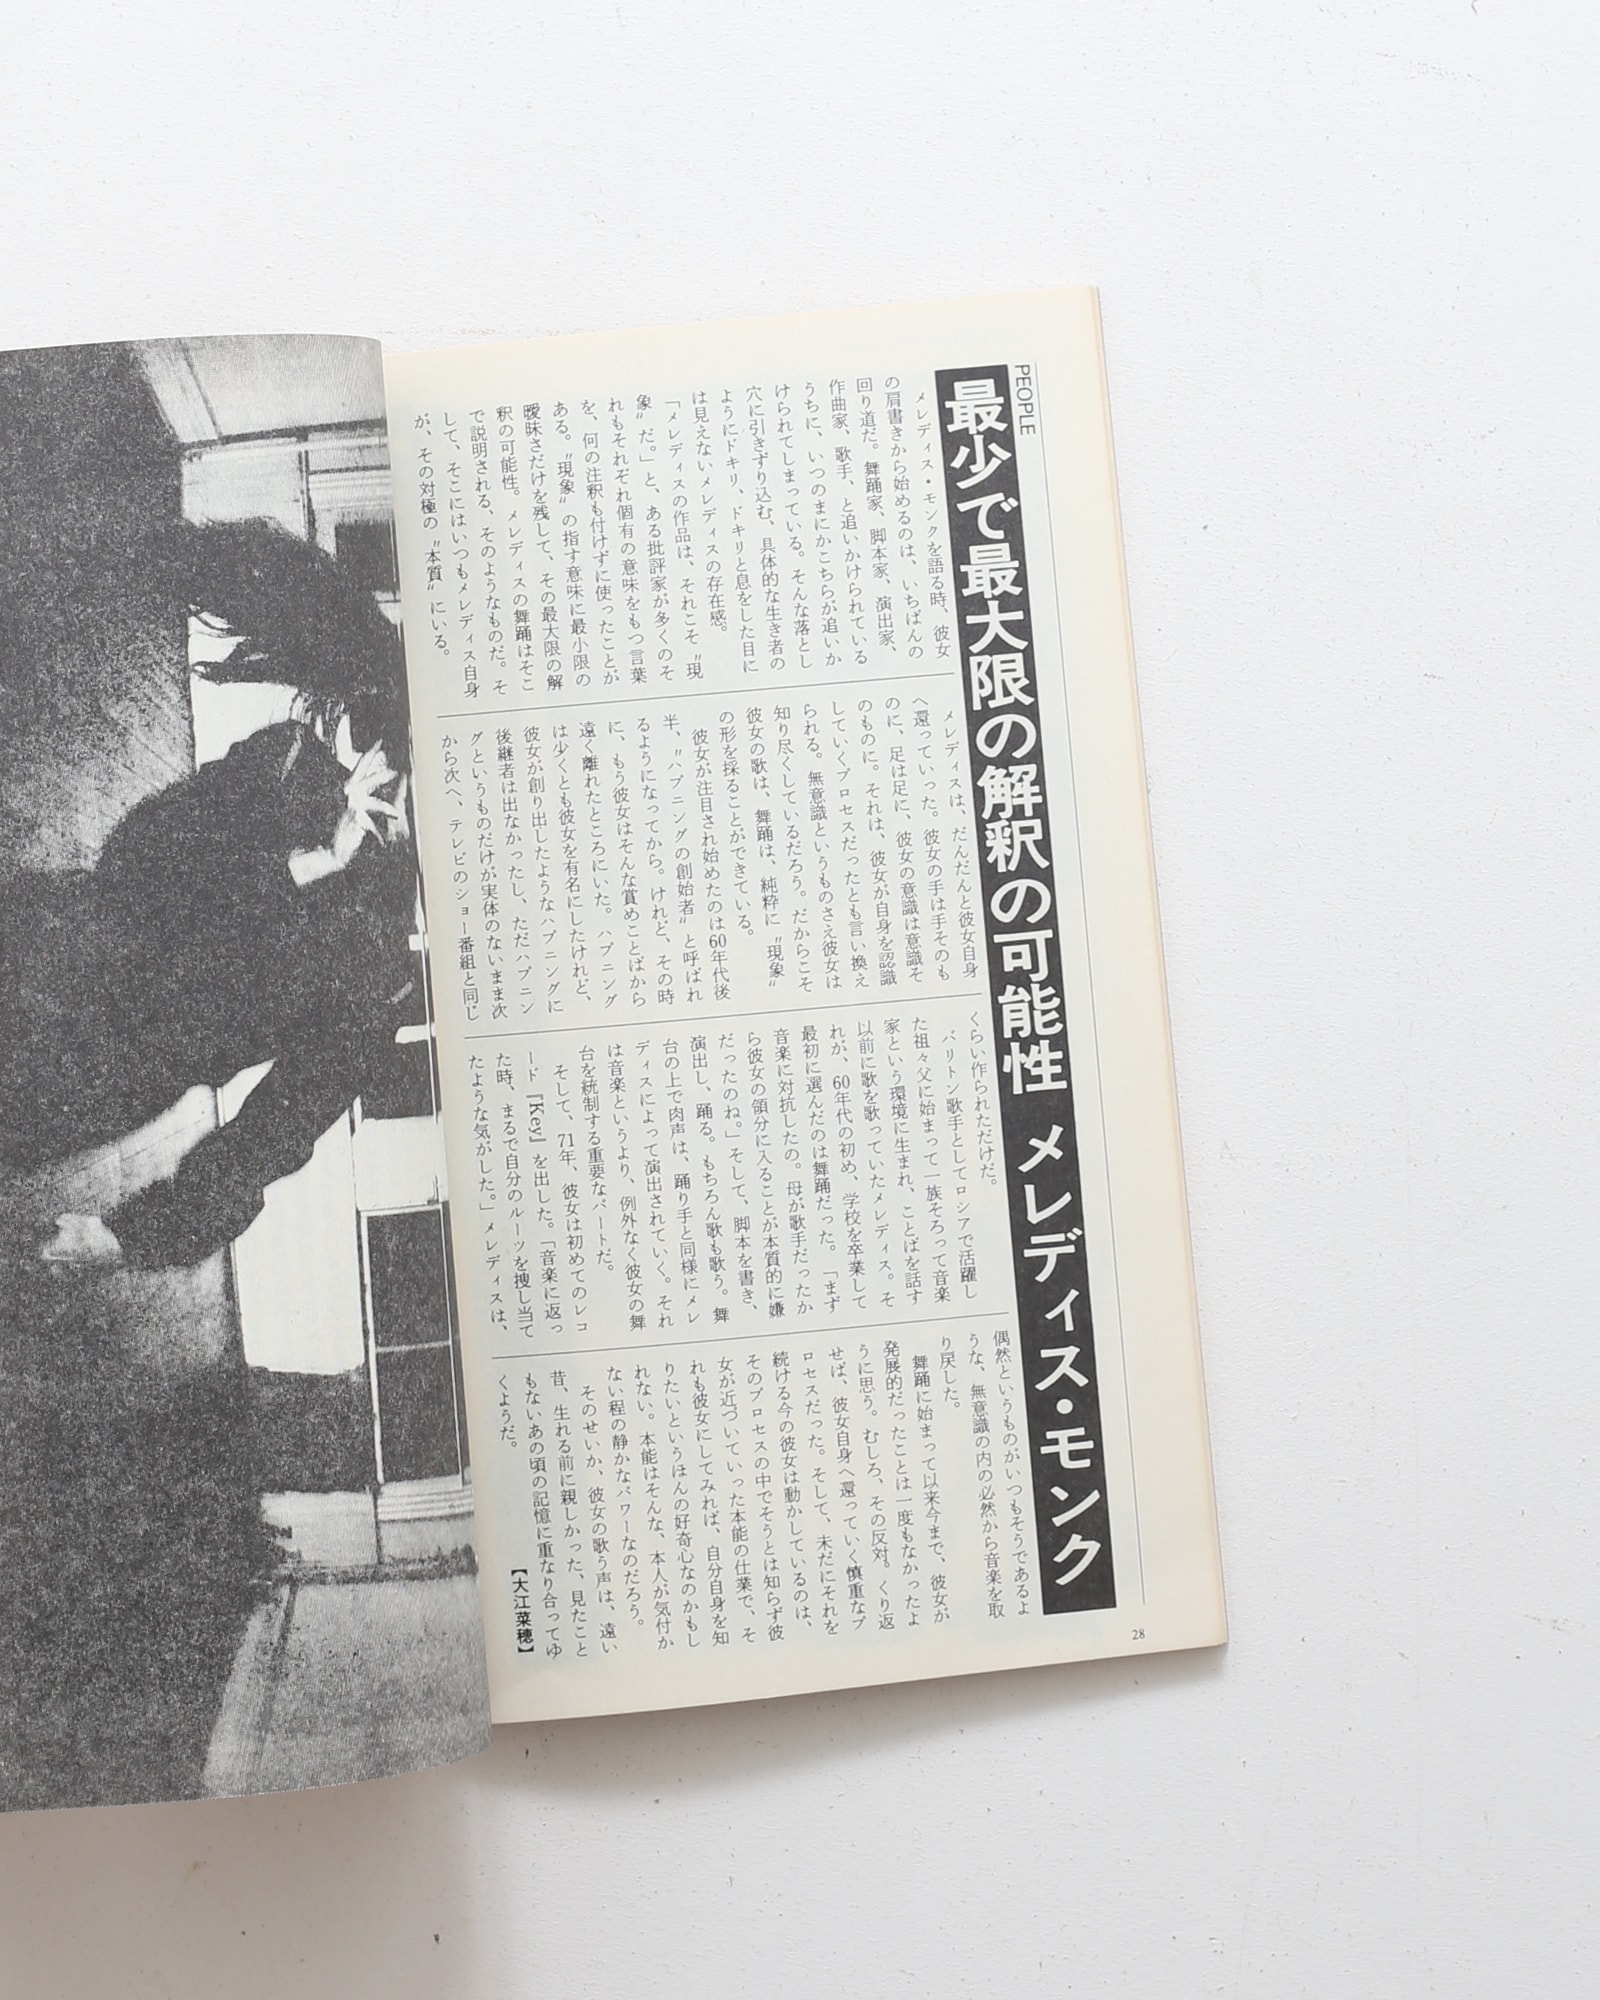 PEOPLE
最少で最大限の解釈の可能性 メレディス・モンク
メレディス・モンクを語る時、彼女
の肩書きから始めるのは、いちばんの
回り道だ。舞踊家、脚本家、演出家、
作曲家、歌手、と追いかけられている
うちに、いつのまにかこちらが追いか
けられてしまっている。そんな落とし
穴に引きずり込む、具体的な生き者の
ようにドキリ、ドキリと息をした目に
は見えないメレディスの存在感。
「メレディスの作品は、それこそ〝現
象〟だ。」と、ある批評家が多くのそ
れもそれぞれ個有の意味をもつ言葉
を、何の注釈も付けずに使ったことが
ある。〝現象〟の指す意味に最小限の
曖昧さだけを残して、その最大限の解
釈の可能性。メレディスの舞踊はそこ
で説明される、そのようなものだ。そ
して、そこにはいつもメレディス自身
が、その対極の〝本質〟にいる。
メレディスは、だんだんと彼女自身
へ還っていった。彼女の手は手そのも
のに、足は足に、彼女の意識は意識そ
のものに。それは、彼女が自身を認識
していくプロセスだったとも言い換え
られる。無意識というものさえ彼女は
知り尽くしているだろう。だからこそ
彼女の歌は、舞踊は、純粋に〝現象〟
の形を採ることができている。
彼女が注目され始めたのは60年代後
半、〝ハプニングの創始者〟と呼ばれ
るようになってから。けれど、その時
に、もう彼女はそんな賞めことばから
遠く離れたところにいた。ハプニング
は少くとも彼女を有名にしたけれど、
彼女が創り出したようなハプニングに
後継者は出なかったし、ただハプニン
グというものだけが実体のないまま次
から次へ、テレビのショー番組と同じ
くらい作られただけだ。
バリトン歌手としてロシアで活躍し
た祖々父に始まって一族そろって音楽
家という環境に生まれ、ことばを話す
以前に歌を歌っていたメレディス。そ
れが、60年代の初め、学校を卒業して
最初に選んだのは舞踊だった。「まず
音楽に対抗したの。母が歌手だったか
ら彼女の領分に入ることが本質的に嫌
だったのね。」そして、脚本を書き、
演出し、踊る。もちろん歌も歌う。舞
台の上で肉声は、踊り手と同様にメレ
ディスによって演出されていく。それ
は音楽というより、例外なく彼女の舞
台を統制する重要なパートだ。
そして、71年、彼女は初めてのレコ
ード『Key』を出した。「音楽に返っ
た時、まるで自分のルーツを捜し当て
たような気がした。」メレディスは、
偶然というものがいつもそうであるよ
うな、無意識の内の必然から音楽を取
り戻した。
舞踊に始まって以来今まで、彼女が
発展的だったことは一度もなかったよ
うに思う。むしろ、その反対。くり返
せば、彼女自身へ還っていく慎重なプ
ロセスだった。そして、未だにそれを
続ける今の彼女は動かしているのは、
そのプロセスの中でそうとは知らず彼
女が近づいていった本能の仕業で、そ
れも彼女にしてみれば、自分自身を知
りたいというほんの好奇心なのかもし
れない。本能はそんな、本人が気付か
ない程の静かなパワーなのだろう。
そのせいか、彼女の歌う声は、遠い
昔、生れる前に親しかった、見たこと
もないあの頃の記憶に重なり合ってゆ
くようだ。
【大江菜穂】
28